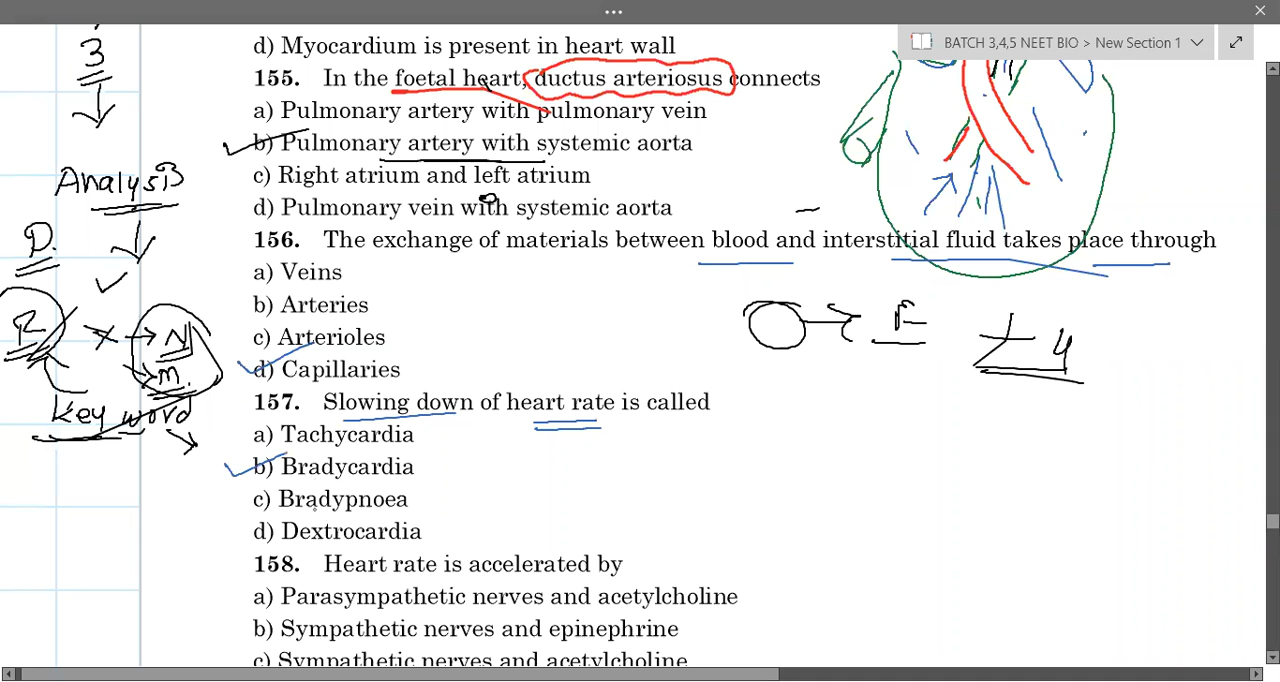 BATCH 3,4,5 NEET BIO > New Section 1
3
d) Myocardium is present in heart wall
155. In the foetal heart, ductus arteriosus connects
a) Pulmonary artery with pulmonary vein
b) Pulmonary artery with systemic aorta
Analysis
c) Right atrium and left atrium
d) Pulmonary vein with systemic aorta
156. The exchange of materials between blood and interstitial fluid takes place through
a) Veins
b) Arteries
c) Arterioles
d) Capillaries
Key word
157. Slowing down of heart rate is called
a) Tachycardia
b) Bradycardia
c) Bradypnoea
d) Dextrocardia
158. Heart rate is accelerated by
a) Parasympathetic nerves and acetylcholine
b) Sympathetic nerves and epinephrine
c) Sympathetic nerves and acetylcholine